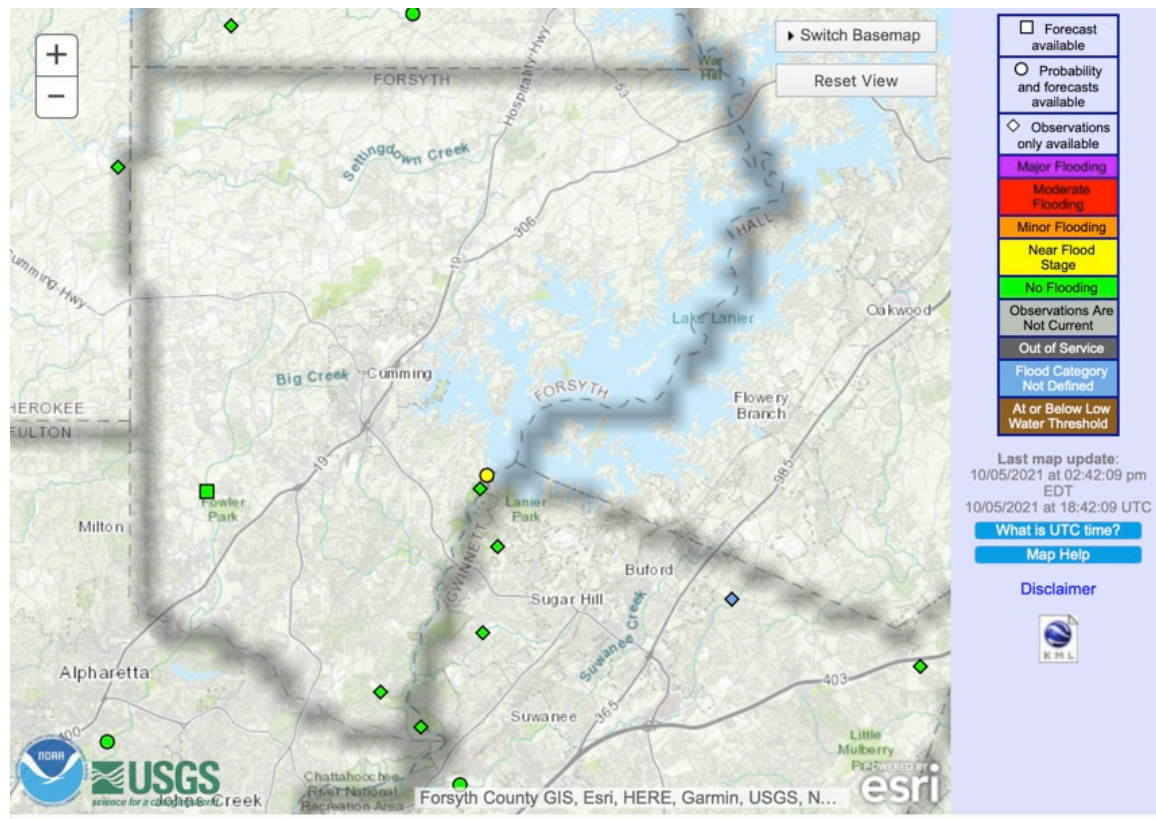 +
−
Switch Basemap
Reset View
FORSYTH
Hospitality Hwy
53
War
Hill
Settingdown Creek
306
HALL
19
umming-Hwy
Lake Lanier
Oakwood
Big Creek
Cumming
FORSYTH
Flowery
Branch
HEROKEE
FULTON
19
985
Fowler
Park
Lanier
Park
Milton
GWINNETT
Buford
Sugar Hill
Suwanee Creek
Alpharetta
403
Suwanee
365
400
Little
Mulberry
NOAA
USGS
science for a changing world
Johns Creek
Chattahoochee
River National
Recreation Area
POWERED BY
esri
Forsyth County GIS, Esri, HERE, Garmin, USGS, N...
Forecast
available
Probability
and forecasts
available
Observations
only available
Major Flooding
Moderate
Flooding
Minor Flooding
Near Flood
Stage
No Flooding
Observations Are
Not Current
Out of Service
Flood Category
Not Defined
At or Below Low
Water Threshold
Last map update:
10/05/2021 at 02:42:09 pm
EDT
10/05/2021 at 18:42:09 UTC
What is UTC time?
Map Help
Disclaimer
KML